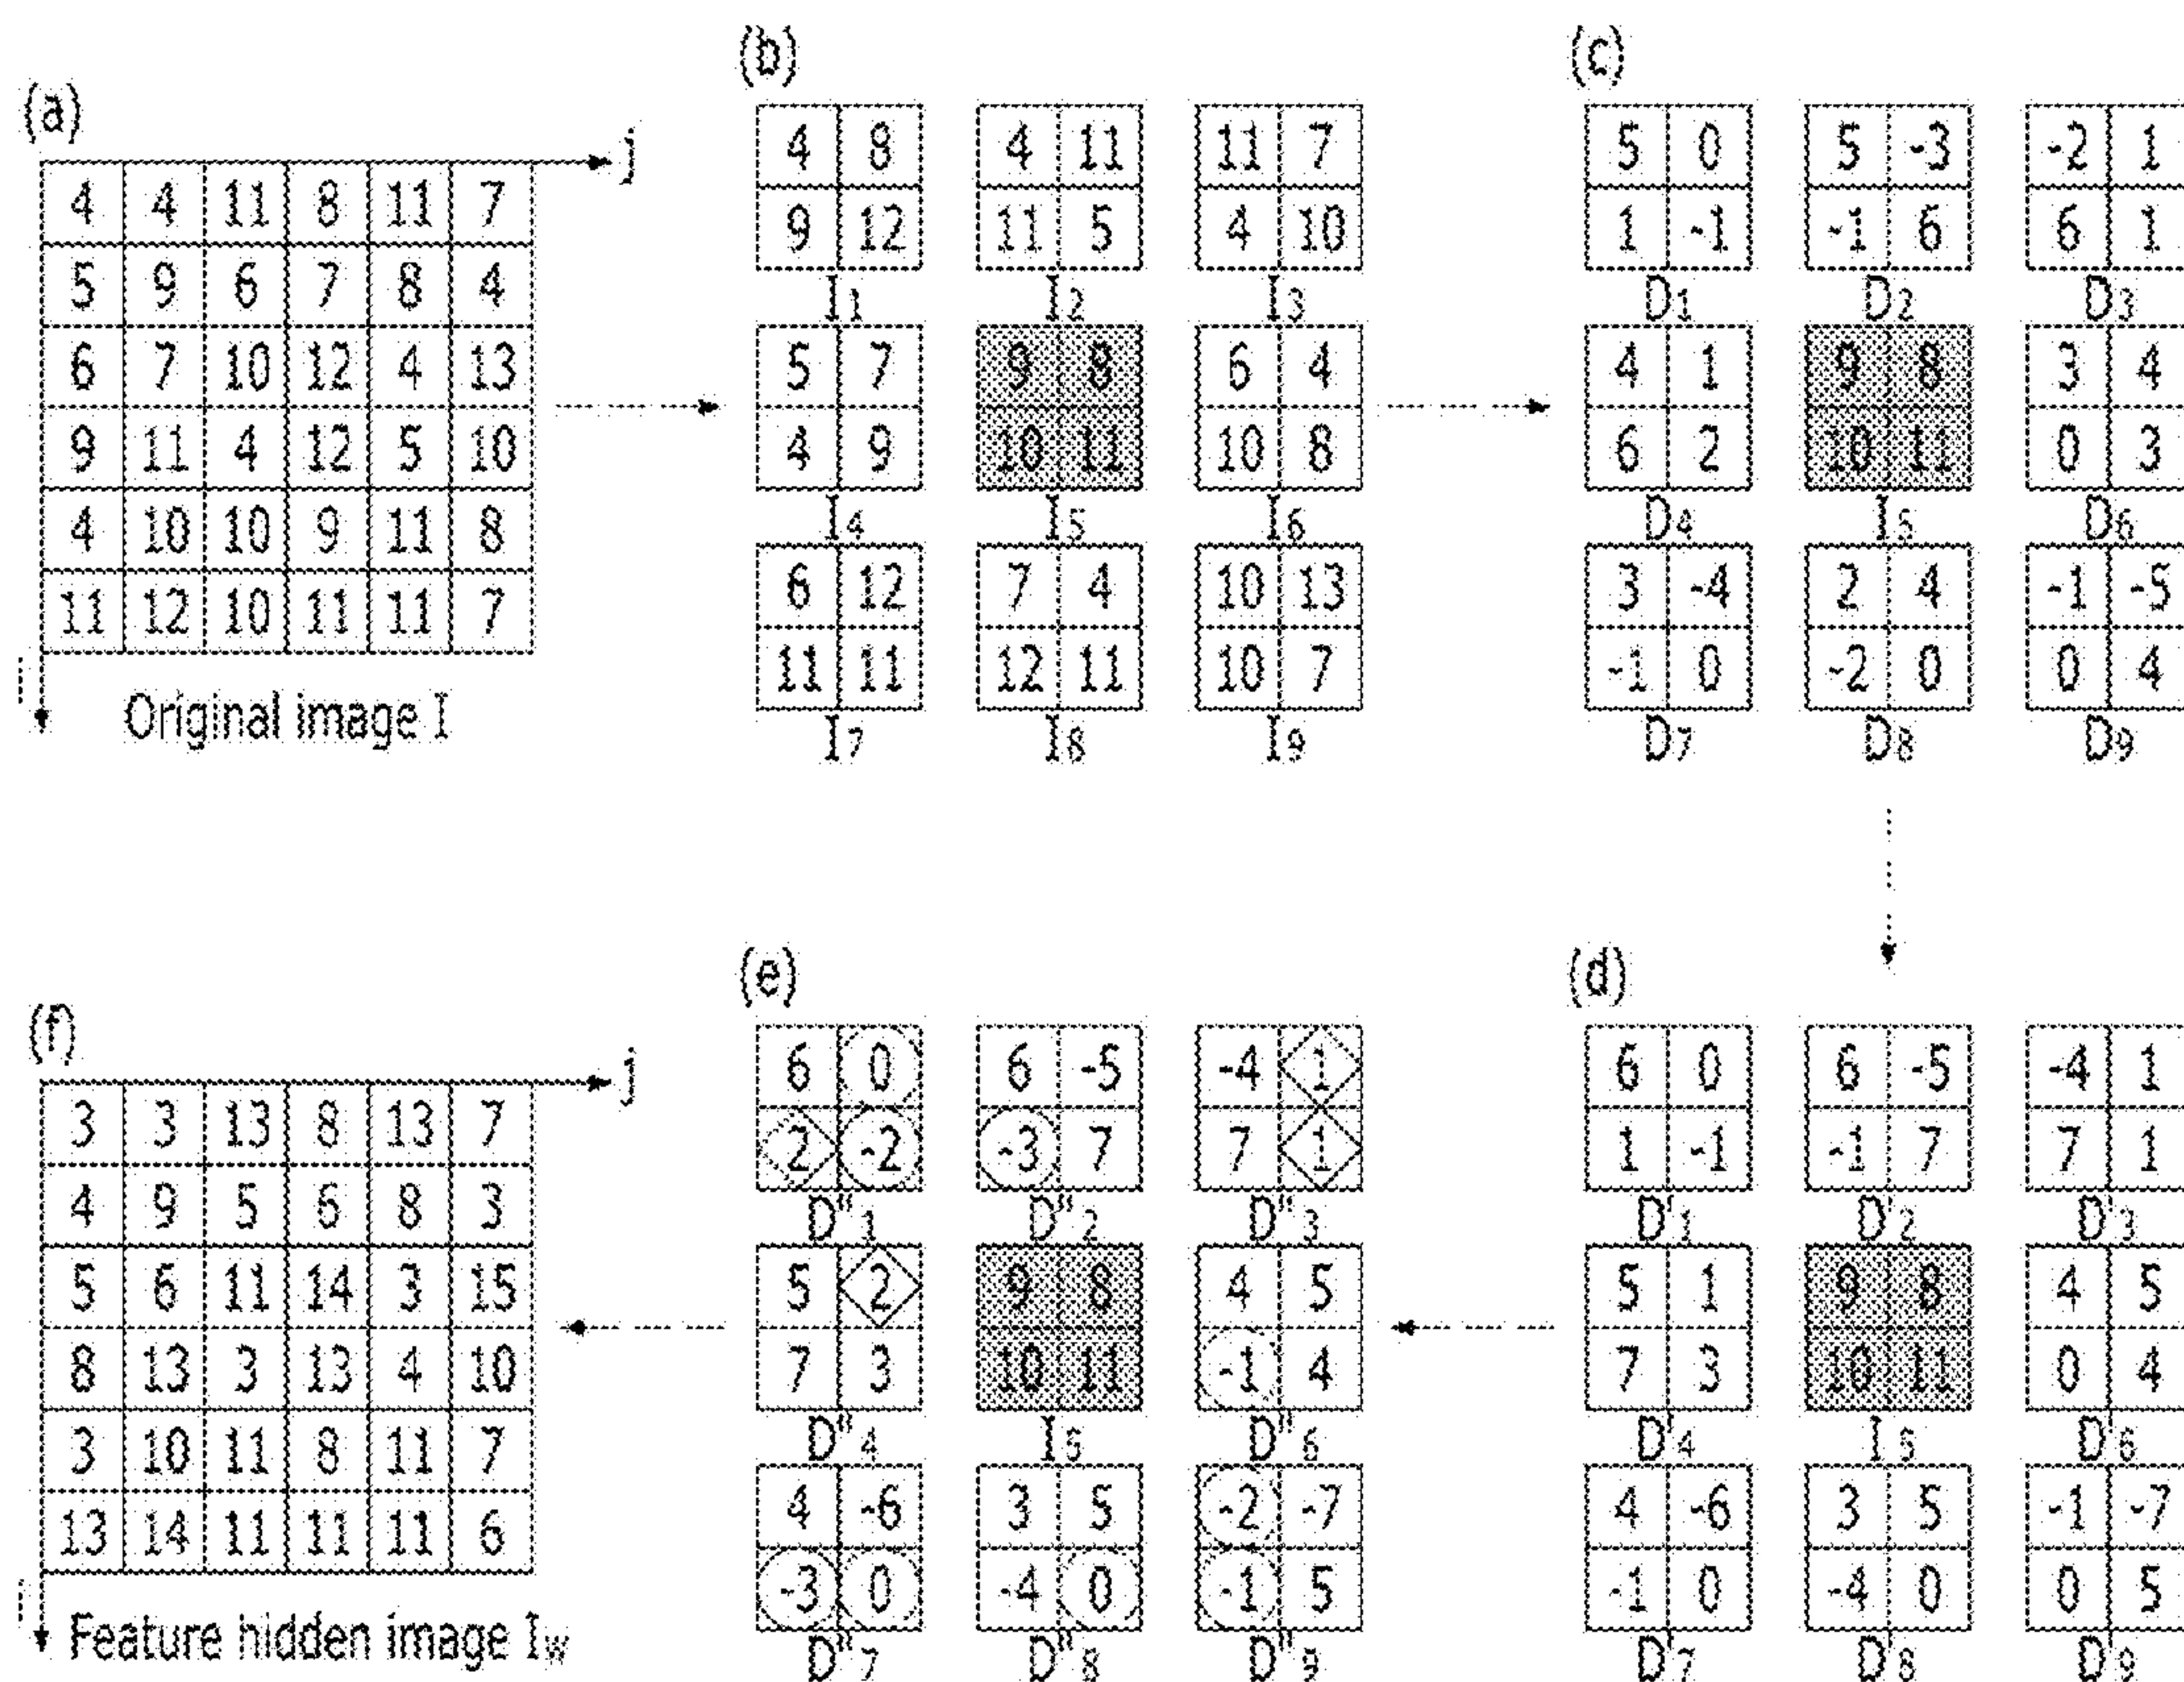 (a)
j
4 4 11 8 11 7
5 9 6 7 8 4
6 7 10 12 4 13
9 11 4 12 5 10
4 10 10 9 11 8
11 12 10 11 11 7
i
Original image I
(b)
4 8 4 11 11 7
9 12 11 5 4 10
I1 I2 I3
5 7 9 8 6 4
4 9 10 11 10 8
I4 I5 I6
6 12 7 4 10 13
11 11 12 11 10 7
I7 I8 I9
(c)
5 0 5 -3 -2 1
1 -1 -1 6 6 1
D1 D2 D3
4 1 9 8 3 4
6 2 10 11 0 3
D4 I5 D6
3 -4 2 4 -1 -5
-1 0 -2 0 0 4
D7 D8 D9
(f)
j
3 3 13 8 13 7
4 9 5 6 8 3
5 6 11 14 3 15
8 13 3 13 4 10
3 10 11 8 11 7
13 14 11 11 11 6
i
Feature hidden image Iw
(e)
6 0 6 -5 -4 1
2 -2 -3 7 7 1
D"1 D"2 D"3
5 2 9 8 4 5
7 3 10 11 -1 4
D"4 I5 D"6
4 -6 3 5 -2 -7
-3 0 -4 0 -1 5
D"7 D"8 D"9
(d)
6 0 6 -5 -4 1
1 -1 -1 7 7 1
D'1 D'2 D'3
5 1 9 8 4 5
7 3 10 11 0 4
D'4 I5 D'6
4 -6 3 5 -1 -7
-1 0 -4 0 0 5
D'7 D'8 D'9